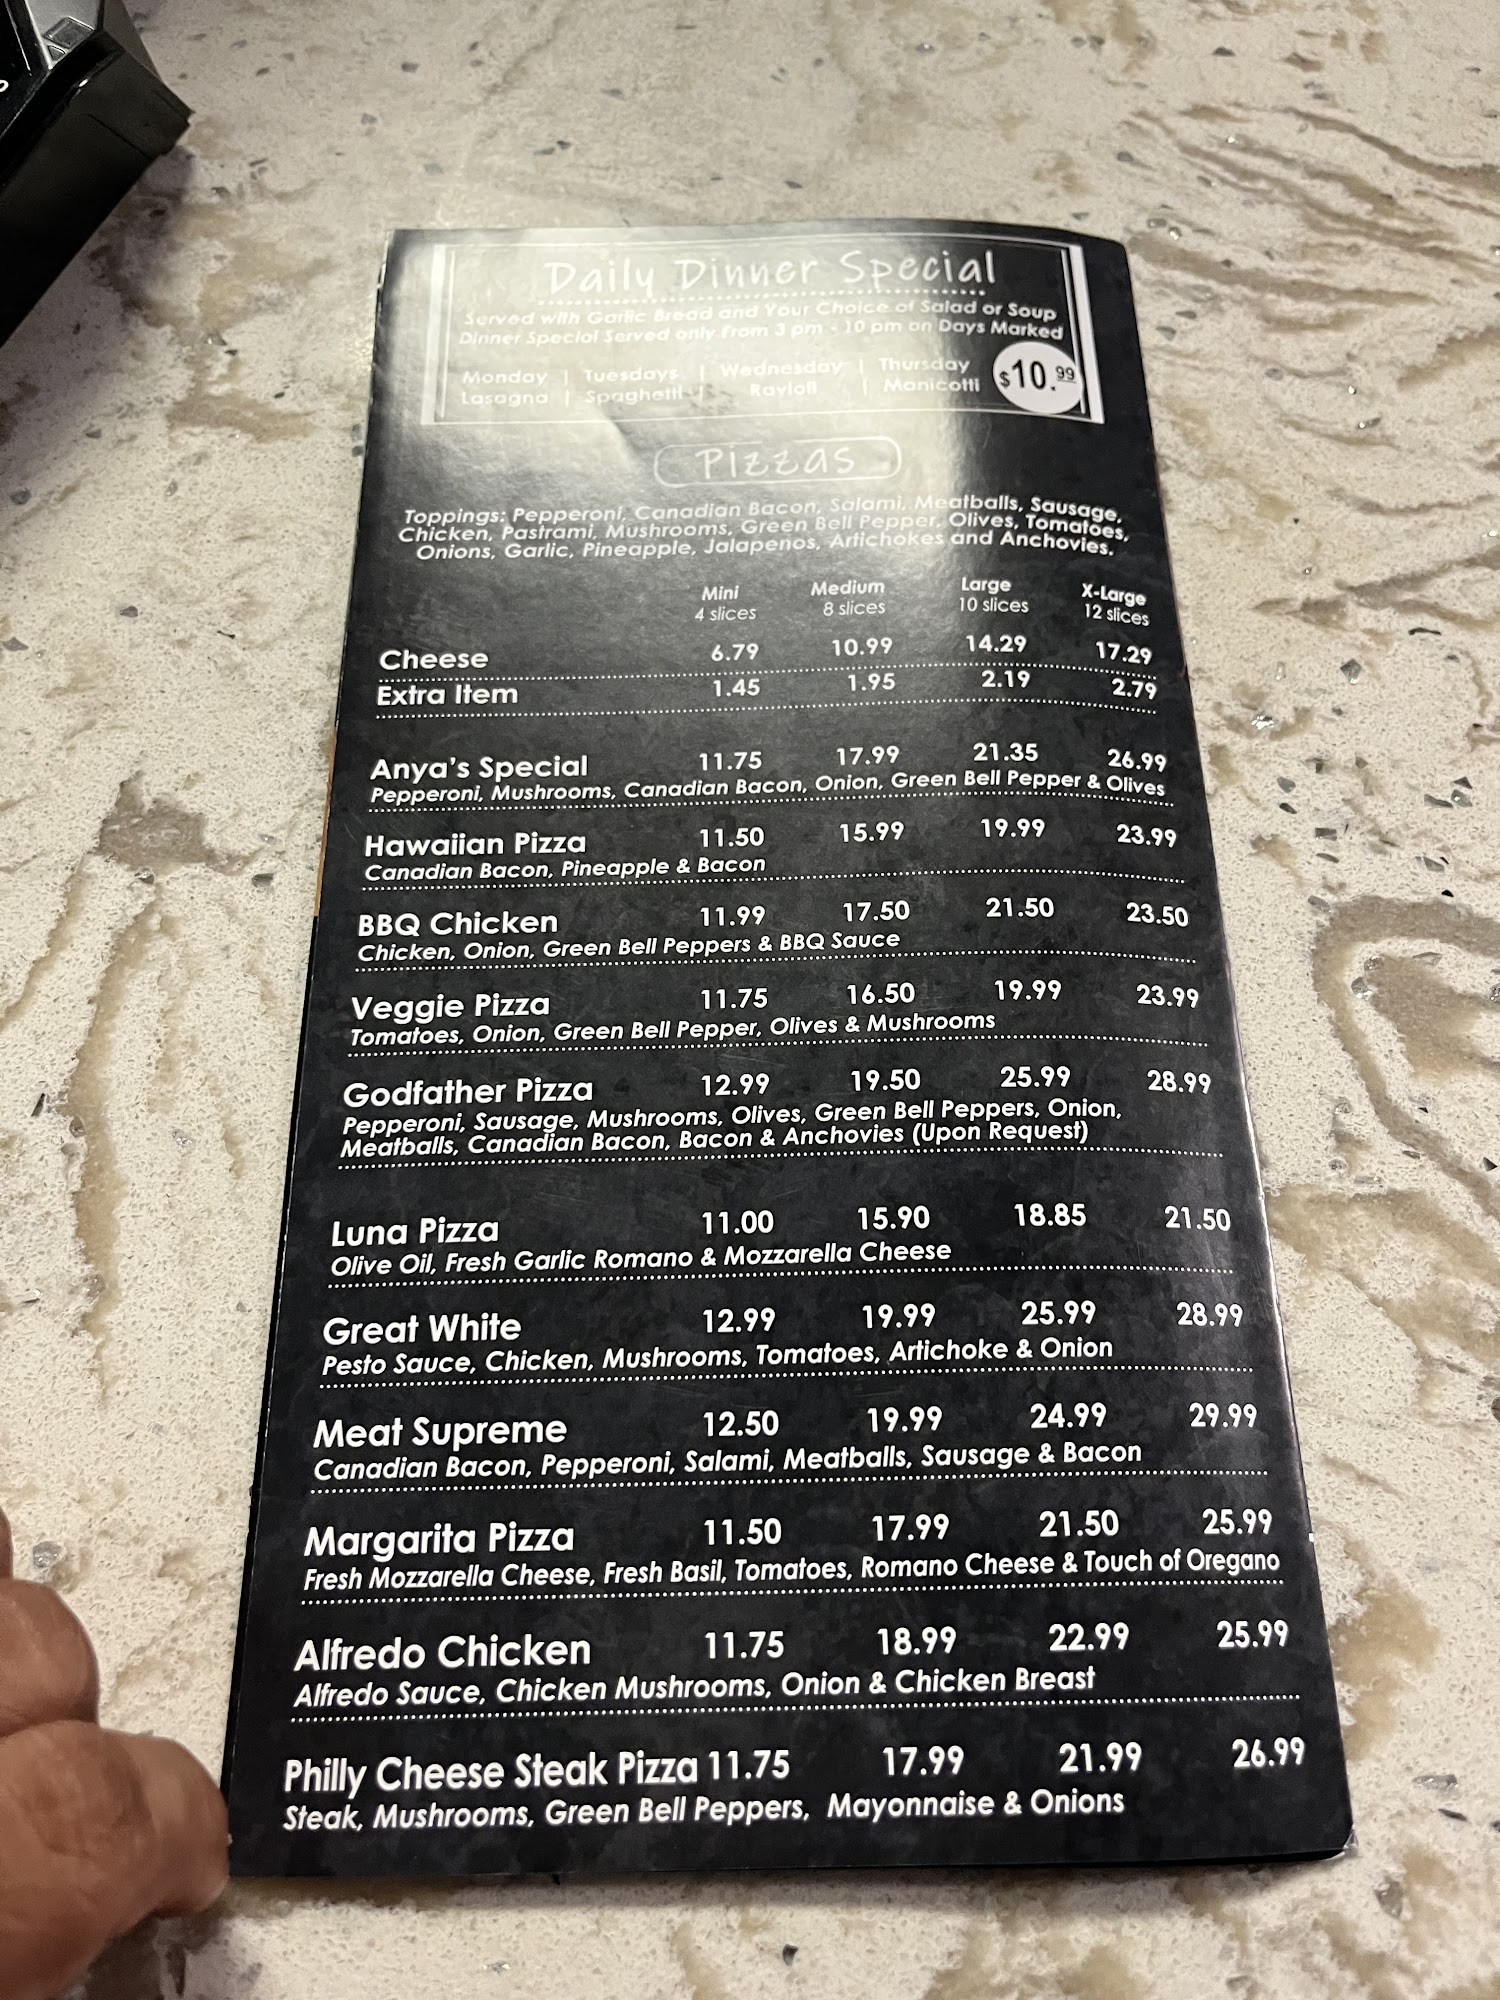 Daily Dinner Special
Served with Garlic Bread and Your Choice of Salad or Soup
Dinner Special Served only from 3 pm - 10 pm on Days Marked
Monday | Tuesdays | Wednesday | Thursday
Lasagna | Spaghetti | Ravioli | Manicotti
$10.99
Pizzas
Toppings: Pepperoni, Canadian Bacon, Salami, Meatballs, Sausage,
Chicken, Pastrami, Mushrooms, Green Bell Pepper, Olives, Tomatoes,
Onions, Garlic, Pineapple, Jalapenos, Artichokes and Anchovies.
Mini Medium Large X-Large
4 slices 8 slices 10 slices 12 slices
Cheese 6.79 10.99 14.29 17.29
Extra Item 1.45 1.95 2.19 2.79
Anya's Special 11.75 17.99 21.35 26.99
Pepperoni, Mushrooms, Canadian Bacon, Onion, Green Bell Pepper & Olives
Hawaiian Pizza 11.50 15.99 19.99 23.99
Canadian Bacon, Pineapple & Bacon
BBQ Chicken 11.99 17.50 21.50 23.50
Chicken, Onion, Green Bell Peppers & BBQ Sauce
Veggie Pizza 11.75 16.50 19.99 23.99
Tomatoes, Onion, Green Bell Pepper, Olives & Mushrooms
Godfather Pizza 12.99 19.50 25.99 28.99
Pepperoni, Sausage, Mushrooms, Olives, Green Bell Peppers, Onion,
Meatballs, Canadian Bacon, Bacon & Anchovies (Upon Request)
Luna Pizza 11.00 15.90 18.85 21.50
Olive Oil, Fresh Garlic Romano & Mozzarella Cheese
Great White 12.99 19.99 25.99 28.99
Pesto Sauce, Chicken, Mushrooms, Tomatoes, Artichoke & Onion
Meat Supreme 12.50 19.99 24.99 29.99
Canadian Bacon, Pepperoni, Salami, Meatballs, Sausage & Bacon
Margarita Pizza 11.50 17.99 21.50 25.99
Fresh Mozzarella Cheese, Fresh Basil, Tomatoes, Romano Cheese & Touch of Oregano
Alfredo Chicken 11.75 18.99 22.99 25.99
Alfredo Sauce, Chicken Mushrooms, Onion & Chicken Breast
Philly Cheese Steak Pizza 11.75 17.99 21.99 26.99
Steak, Mushrooms, Green Bell Peppers, Mayonnaise & Onions